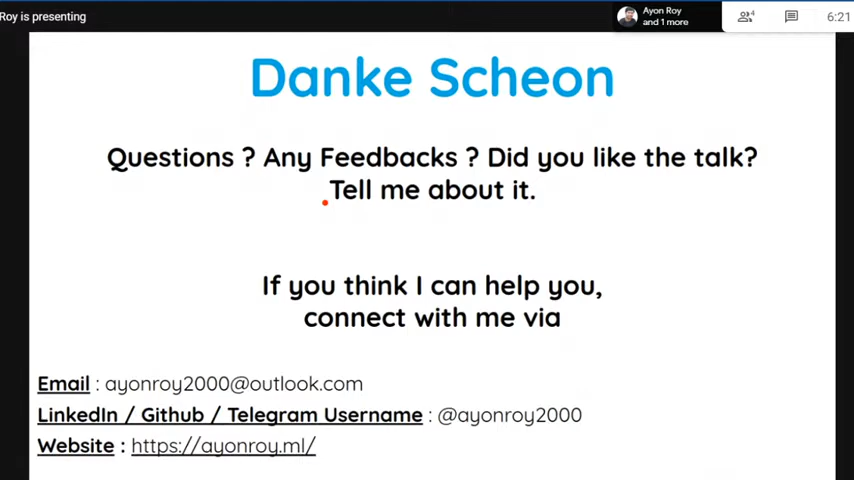 Roy is presenting
Ayon Roy
and 1 more
4
6:21
Danke Scheon
Questions ? Any Feedbacks ? Did you like the talk?
Tell me about it.
If you think I can help you,
connect with me via
Email : ayonroy2000@outlook.com
LinkedIn / Github / Telegram Username : @ayonroy2000
Website : https://ayonroy.ml/